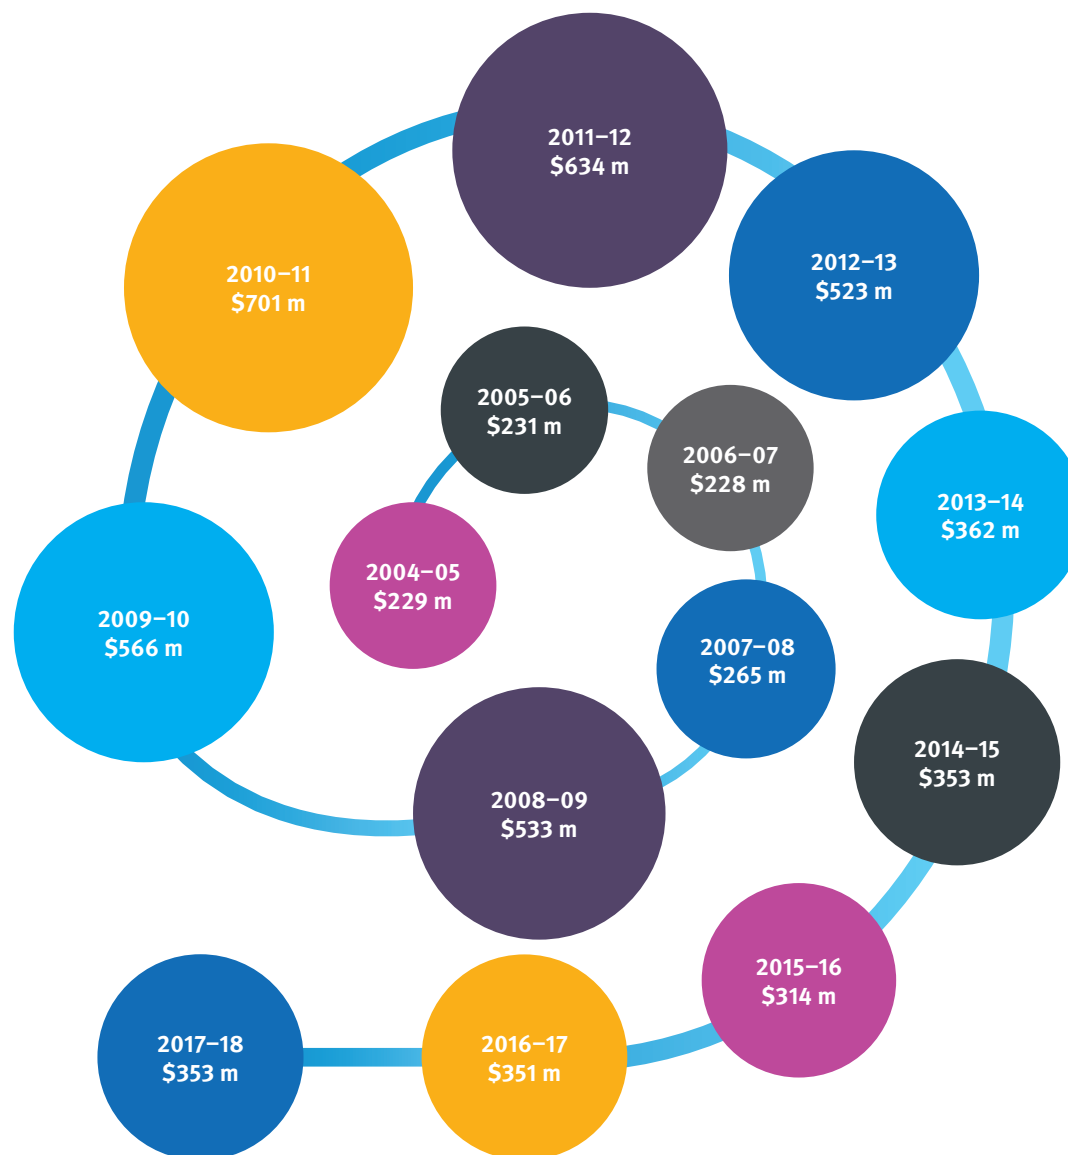 2011–12
$634 m
2012–13
$523 m
2010–11
$701 m
2005–06
$231 m
2006–07
$228 m
2013–14
$362 m
2004–05
$229 m
2009–10
$566 m
2007–08
$265 m
2014–15
$353 m
2008–09
$533 m
2015–16
$314 m
2017–18
$353 m
2016–17
$351 m